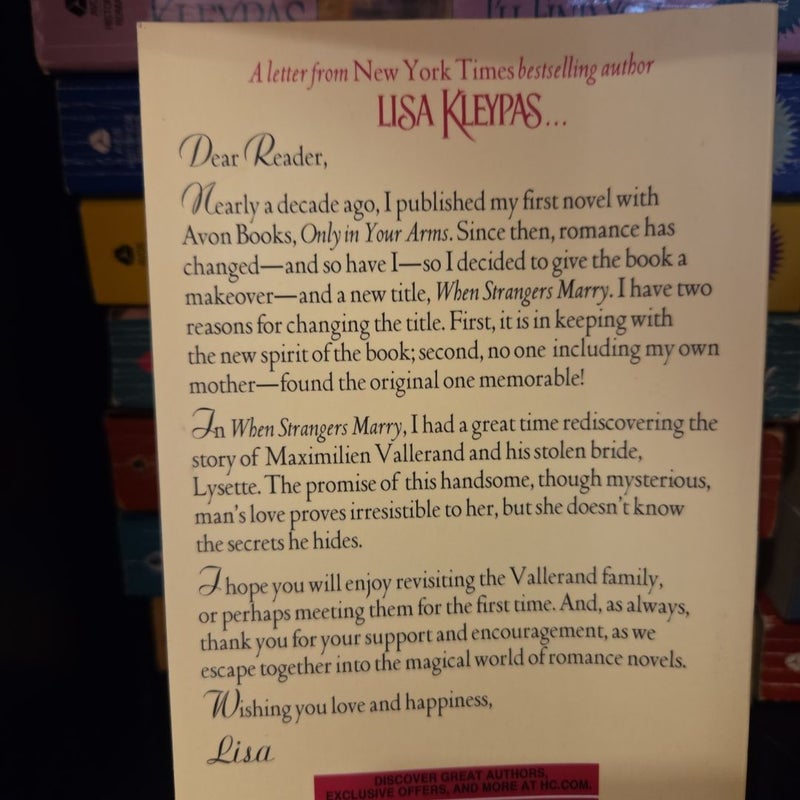 KLEYPAS
I'LL FIND YOU
A letter from New York Times bestselling author
LISA KLEYPAS...
Dear Reader,
Nearly a decade ago, I published my first novel with
Avon Books, Only in Your Arms. Since then, romance has
changed—and so have I—so I decided to give the book a
makeover—and a new title, When Strangers Marry. I have two
reasons for changing the title. First, it is in keeping with
the new spirit of the book; second, no one including my own
mother—found the original one memorable!
In When Strangers Marry, I had a great time rediscovering the
story of Maximilien Vallerand and his stolen bride,
Lysette. The promise of this handsome, though mysterious,
man's love proves irresistible to her, but she doesn't know
the secrets he hides.
I hope you will enjoy revisiting the Vallerand family,
or perhaps meeting them for the first time. And, as always,
thank you for your support and encouragement, as we
escape together into the magical world of romance novels.
Wishing you love and happiness,
Lisa
DISCOVER GREAT AUTHORS,
EXCLUSIVE OFFERS, AND MORE AT HC.COM.